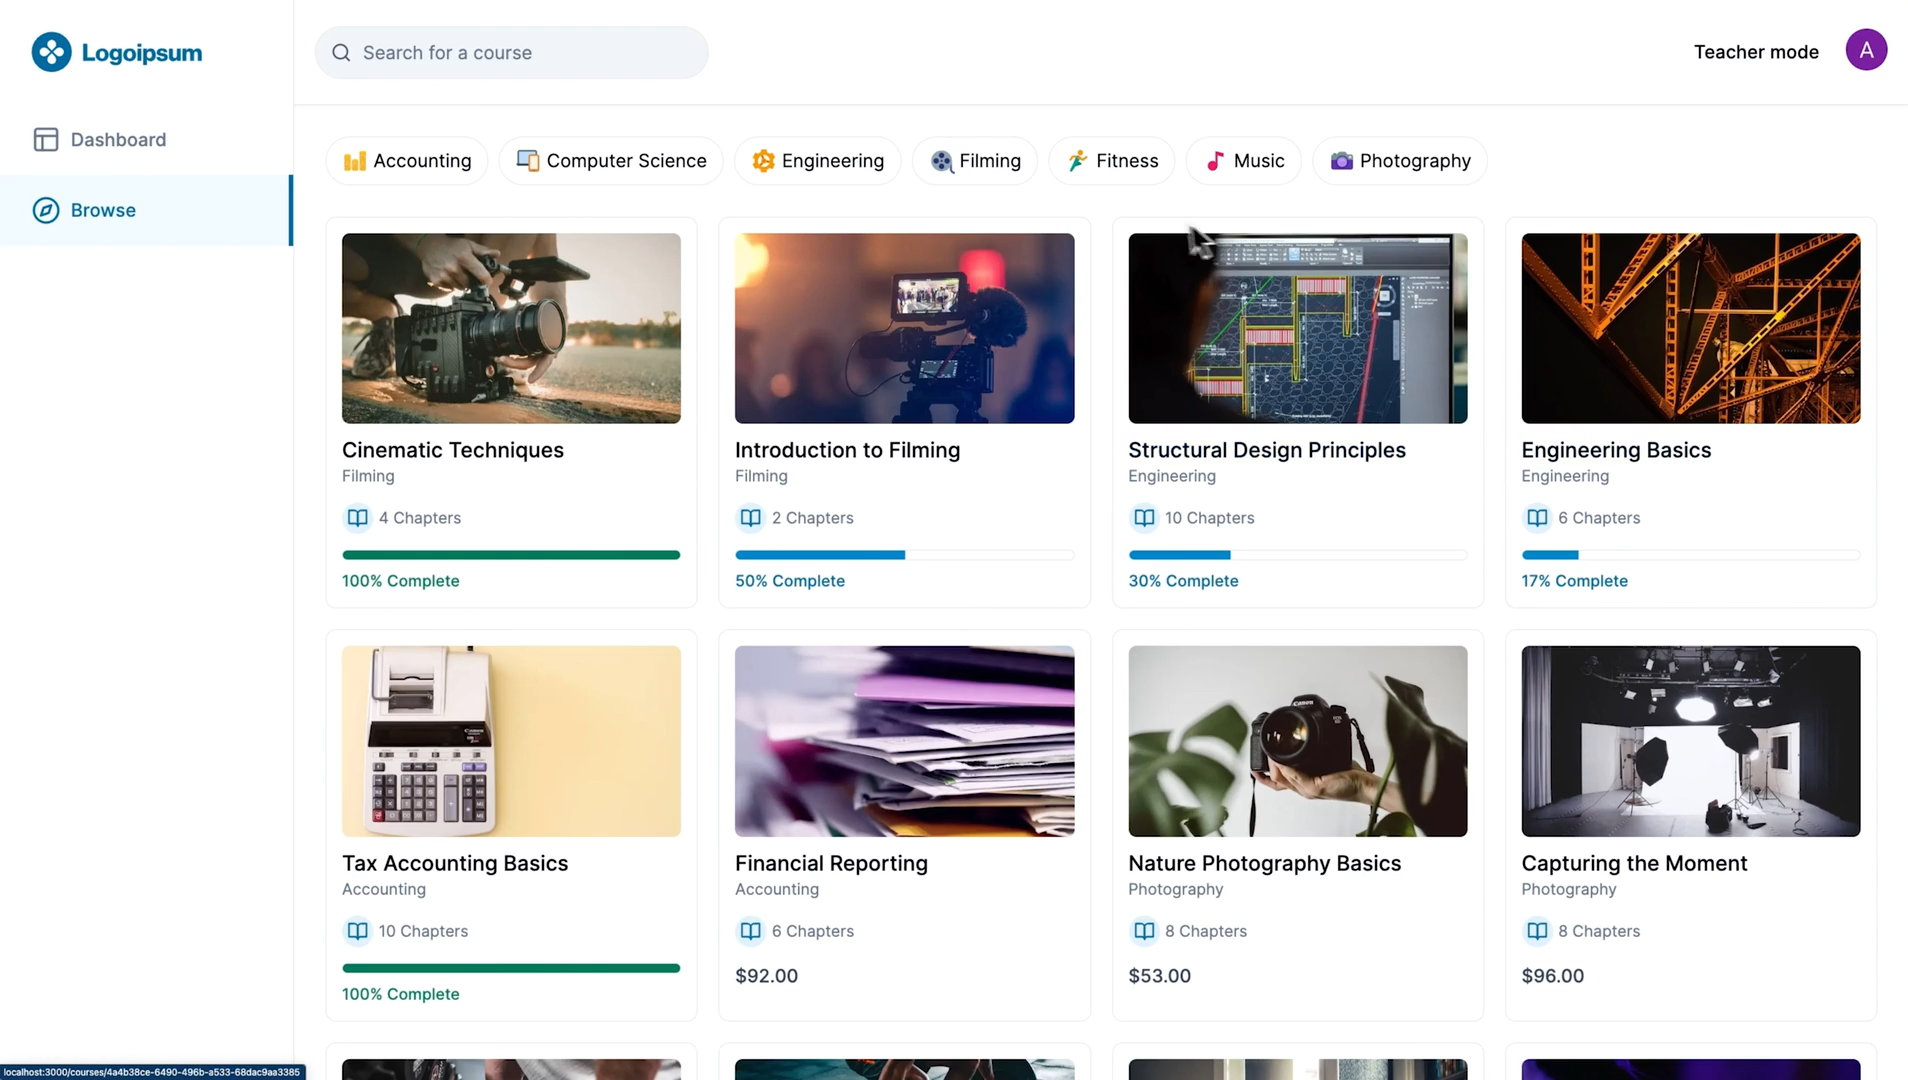 Logoipsum
Search for a course
Teacher mode
A
Dashboard
Browse
Accounting
Computer Science
Engineering
Filming
Fitness
Music
Photography
Cinematic Techniques
Filming
4 Chapters
100% Complete
Introduction to Filming
Filming
2 Chapters
50% Complete
Structural Design Principles
Engineering
10 Chapters
30% Complete
Engineering Basics
Engineering
6 Chapters
17% Complete
Canon
Tax Accounting Basics
Accounting
10 Chapters
100% Complete
Financial Reporting
Accounting
6 Chapters
$92.00
Canon
Nature Photography Basics
Photography
8 Chapters
$53.00
Capturing the Moment
Photography
8 Chapters
$96.00
localhost:3000/courses/4a4b38ce-6490-496b-a533-68dac9aa3385